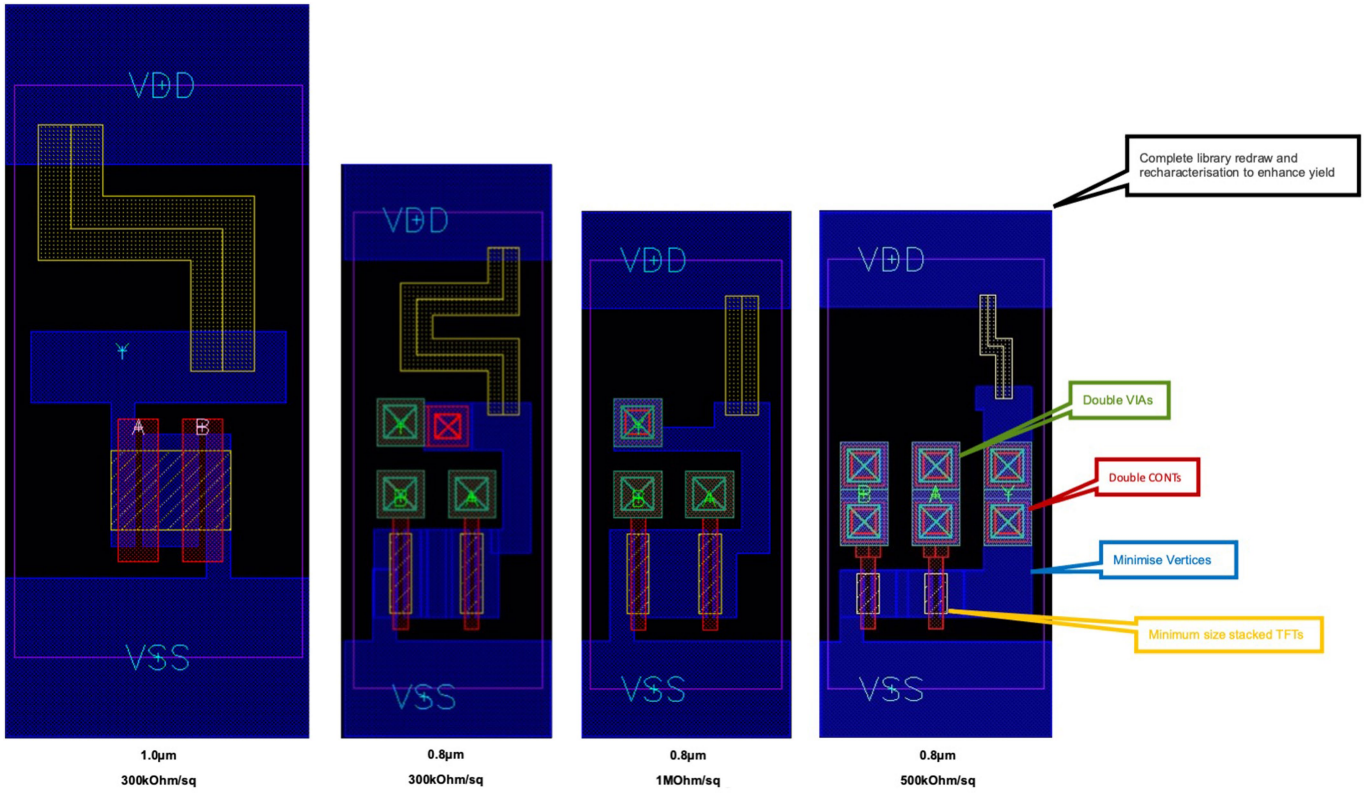 VDD
Y
A B
VSS
1.0µm
300kOhm/sq
VDD
Y
B A
VSS
0.8µm
300kOhm/sq
VDD
Y
B A
VSS
0.8µm
1MOhm/sq
VDD
B A Y
VSS
0.8µm
500kOhm/sq
Complete library redraw and
recharacterisation to enhance yield
Double VIAs
Double CONTs
Minimise Vertices
Minimum size stacked TFTs